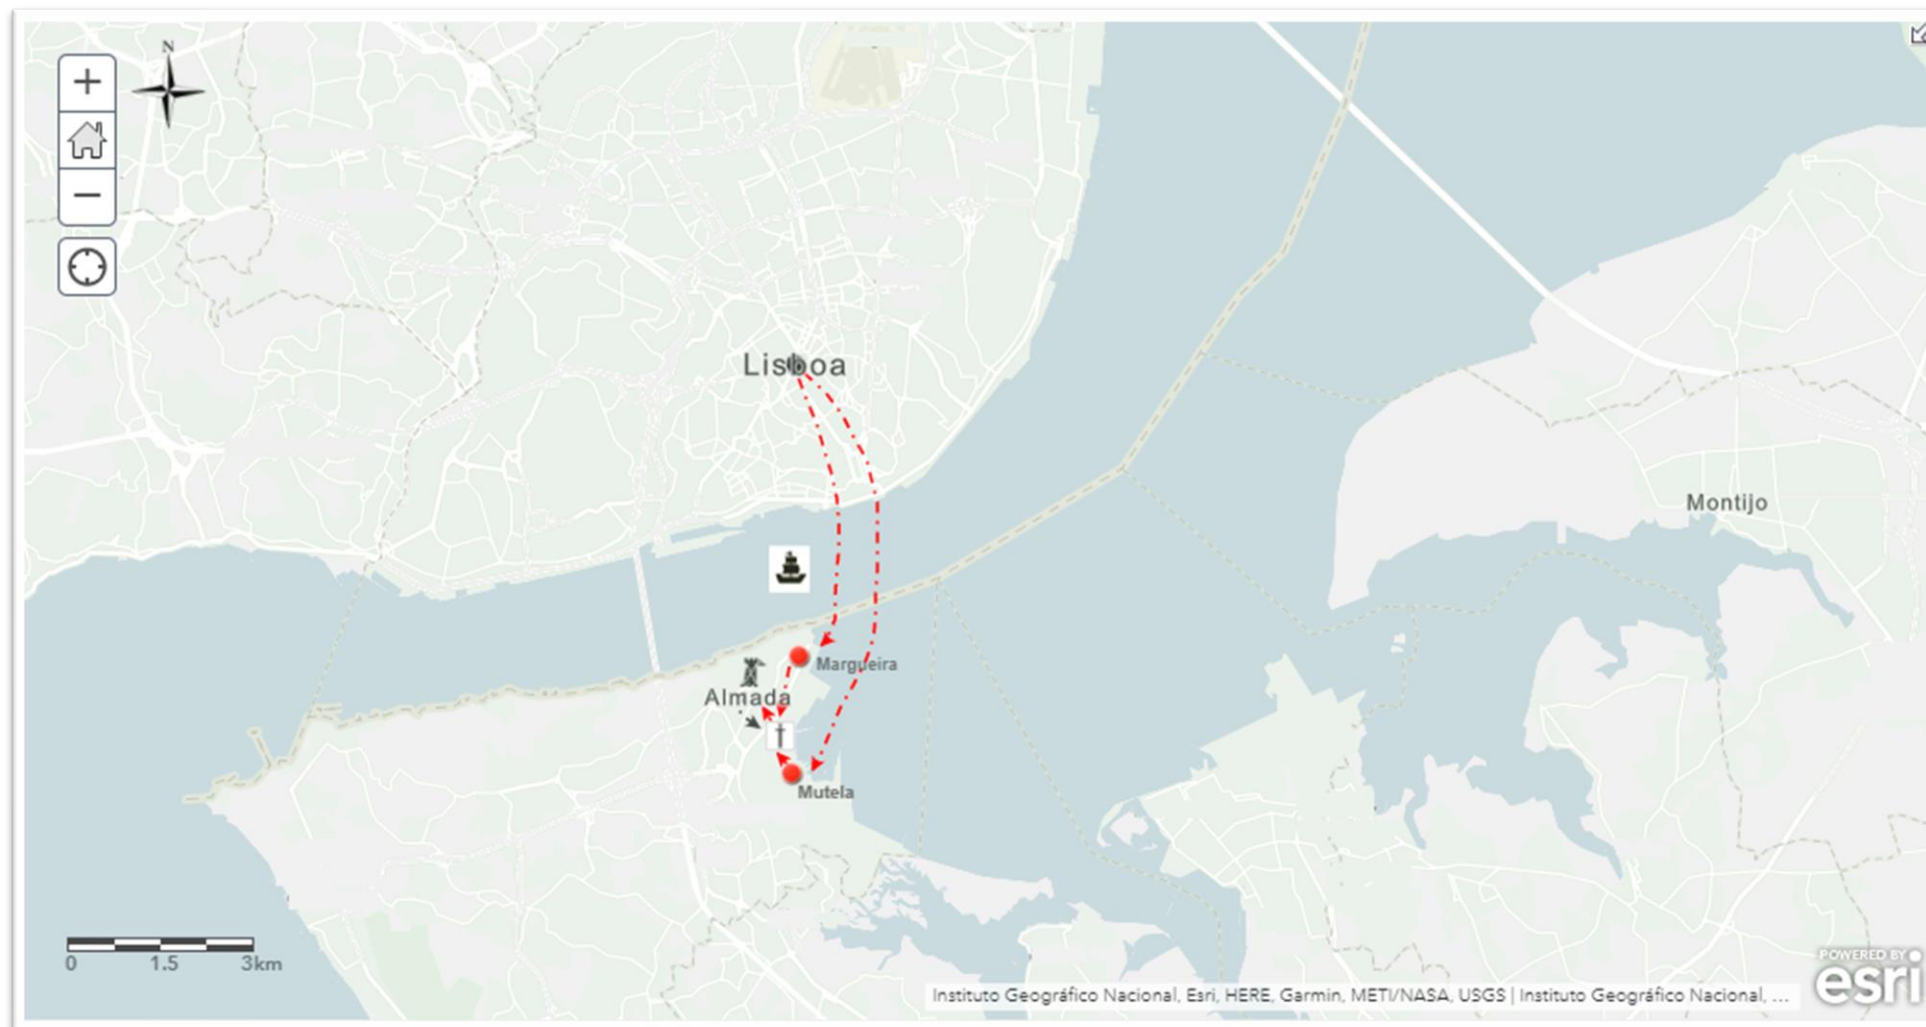 N
+
−
Lisboa
Montijo
Margueira
Almada
†
Mutela
0 1.5 3km
POWERED BY
esri
Instituto Geográfico Nacional, Esri, HERE, Garmin, METI/NASA, USGS | Instituto Geográfico Nacional, ...